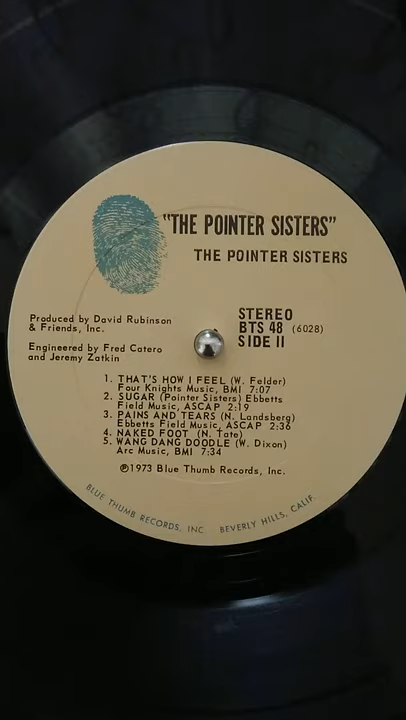 "THE POINTER SISTERS"
THE POINTER SISTERS
Produced by David Rubinson
& Friends, Inc.
Engineered by Fred Catero
and Jeremy Zatkin
STEREO
BTS 48 (6028)
SIDE II
1. THAT'S HOW I FEEL (W. Felder)
Four Knights Music, BMI 7:07
2. SUGAR (Pointer Sisters) Ebbetts
Field Music, ASCAP 2:19
3. PAINS AND TEARS (N. Landsberg)
Ebbetts Field Music, ASCAP 2:36
4. NAKED FOOT (N. Tate)
5. WANG DANG DOODLE (W. Dixon)
Arc Music, BMI 7:34
℗1973 Blue Thumb Records, Inc.
BLUE THUMB RECORDS, INC. BEVERLY HILLS, CALIF.